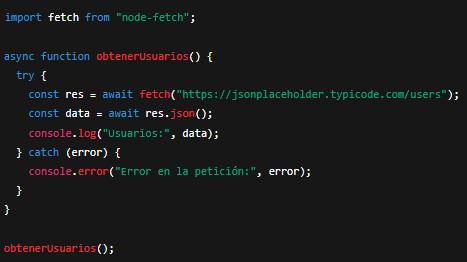 import fetch from "node-fetch";
async function obtenerUsuarios() {
try {
const res = await fetch("https://jsonplaceholder.typicode.com/users");
const data = await res.json();
console.log("Usuarios:", data);
} catch (error) {
console.error("Error en la petición:", error);
}
}
obtenerUsuarios();